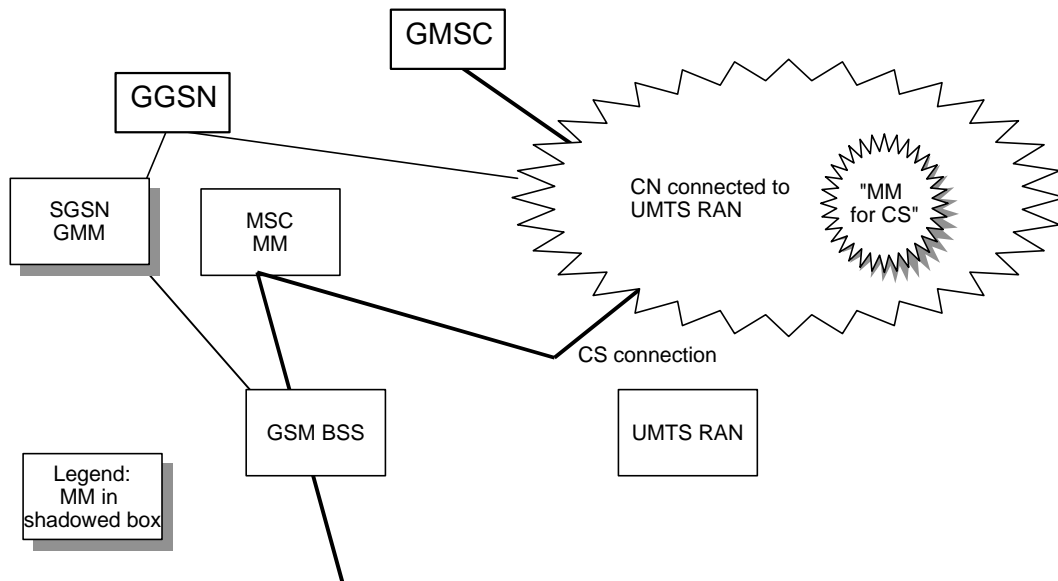 GMSC
GGSN
SGSN
GMM
MSC
MM
CN connected to
UMTS RAN
"MM
for CS"
CS connection
GSM BSS
UMTS RAN
Legend:
MM in
shadowed box